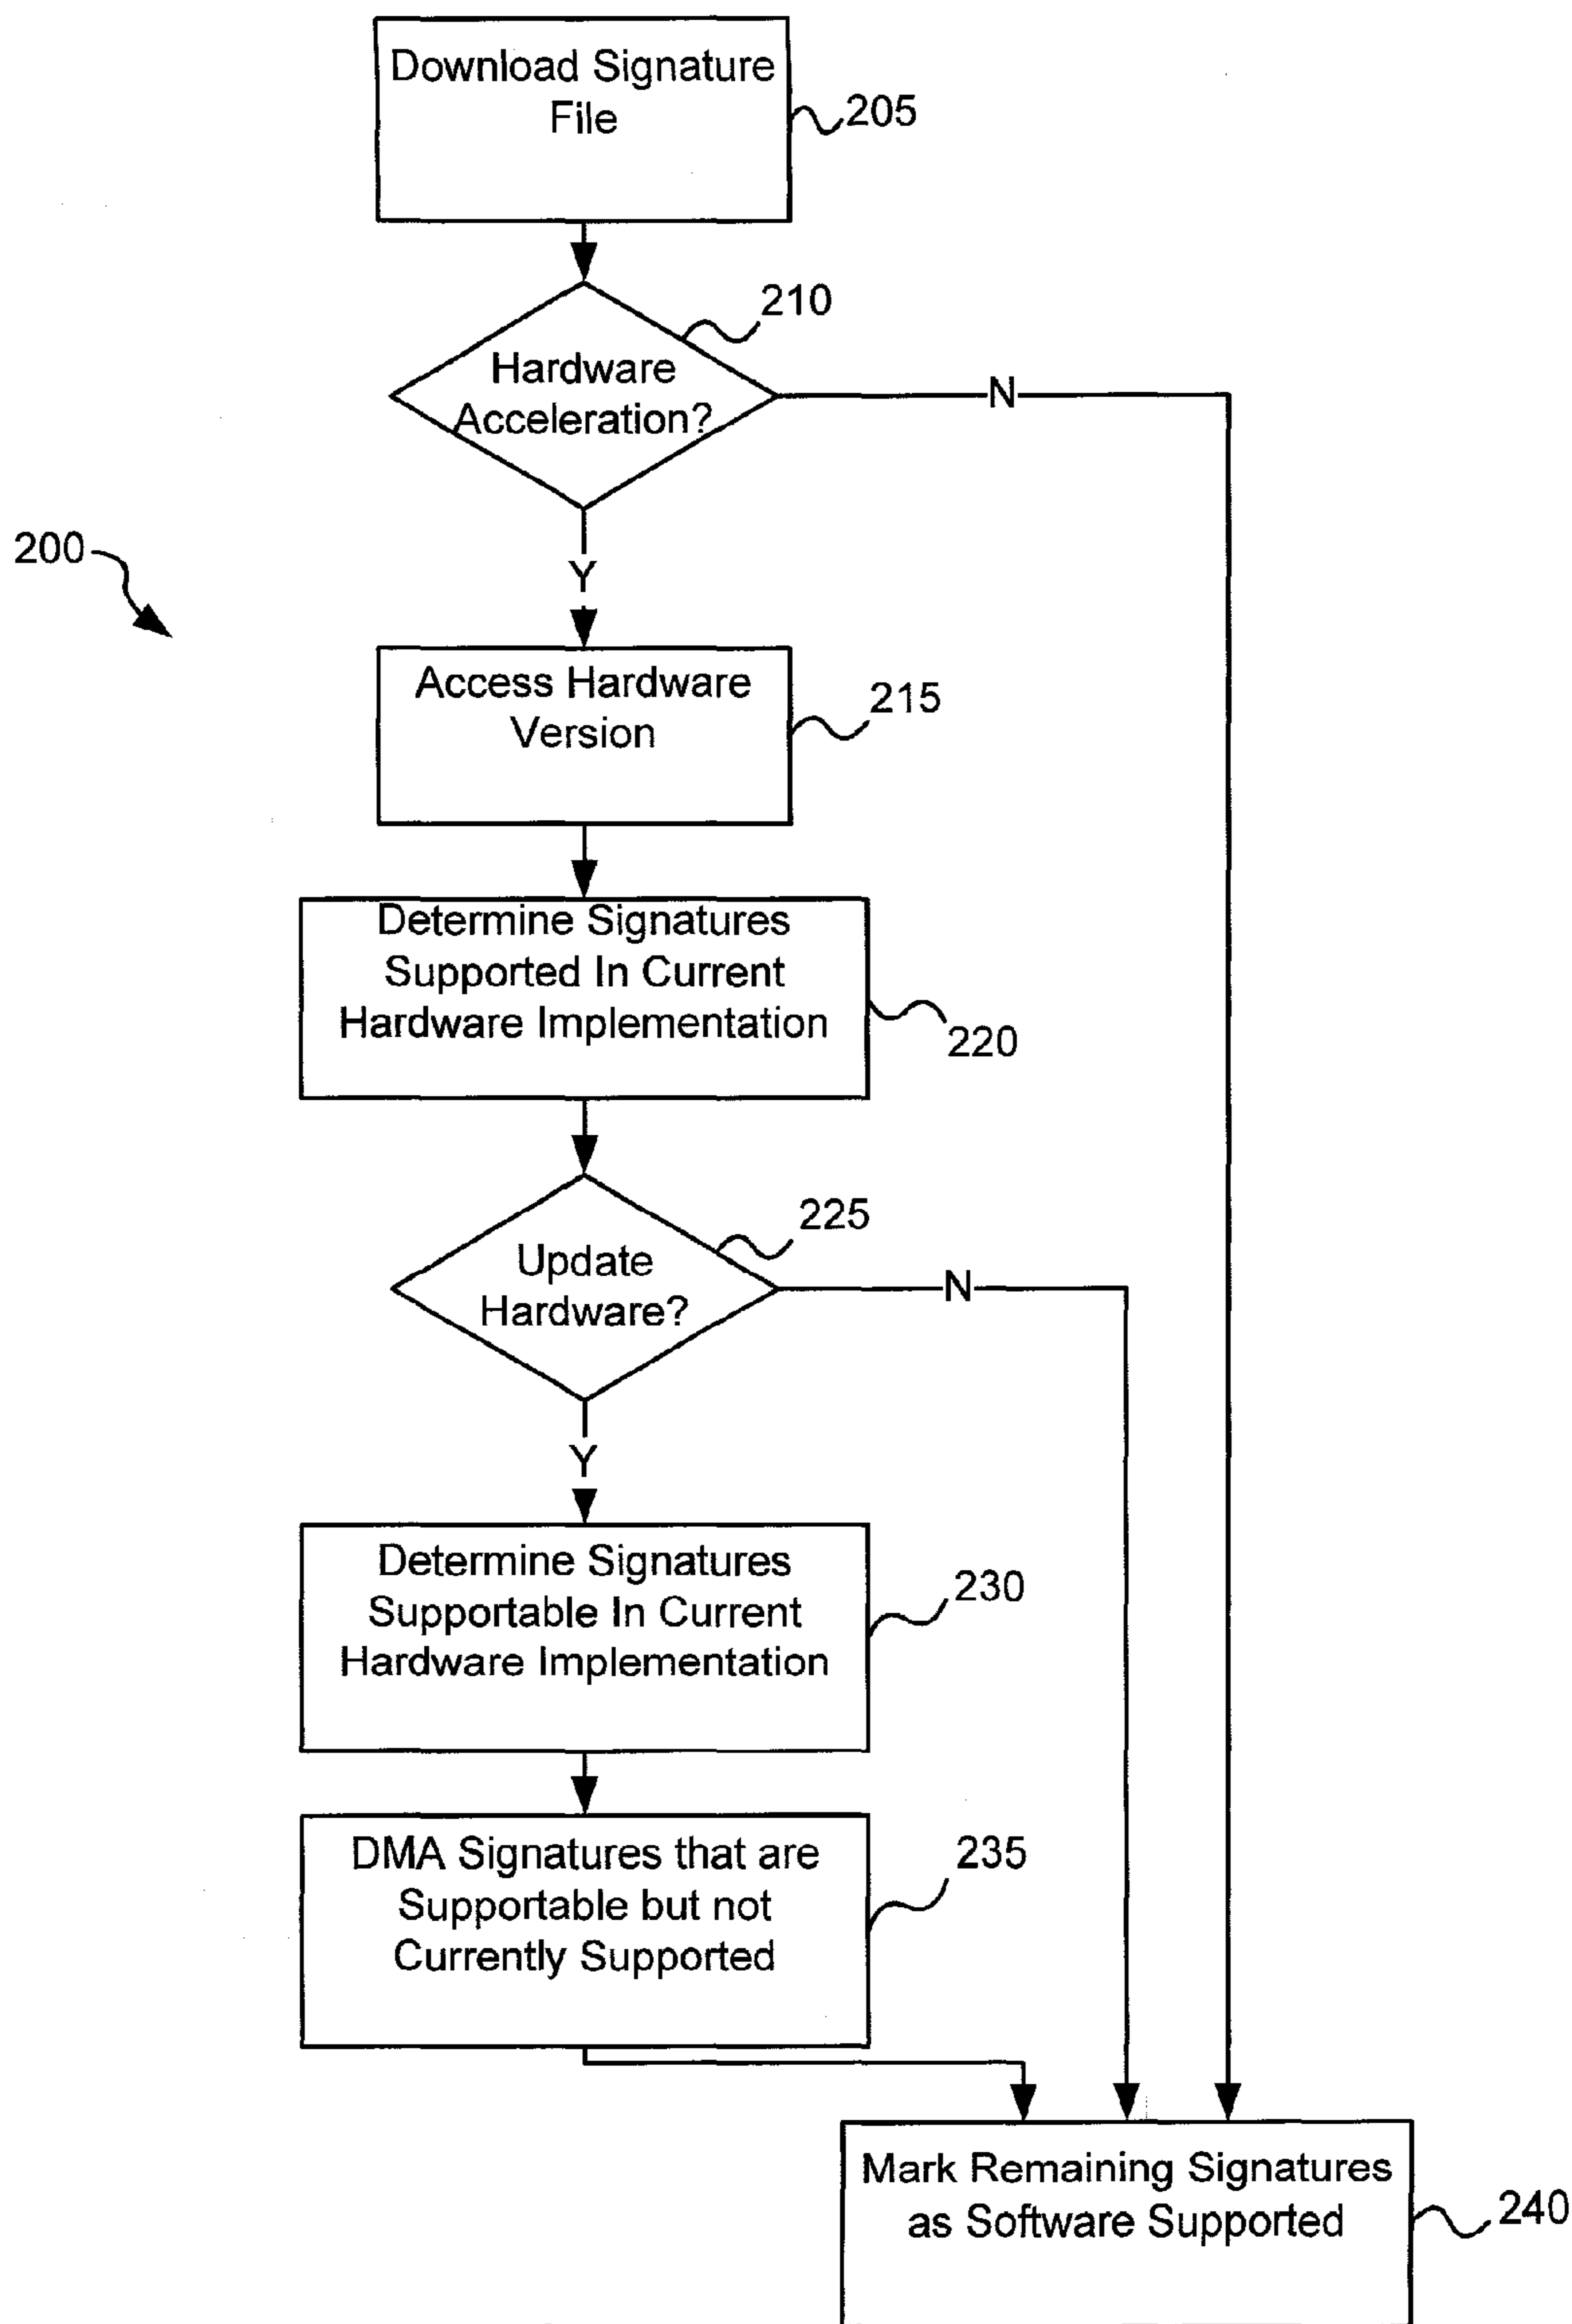 Download Signature
File
205
210
Hardware
Acceleration?
N
200
Y
Access Hardware
Version
215
Determine Signatures
Supported In Current
Hardware Implementation
220
225
Update
Hardware?
N
Y
Determine Signatures
Supportable In Current
Hardware Implementation
230
DMA Signatures that are
Supportable but not
Currently Supported
235
Mark Remaining Signatures
as Software Supported
240